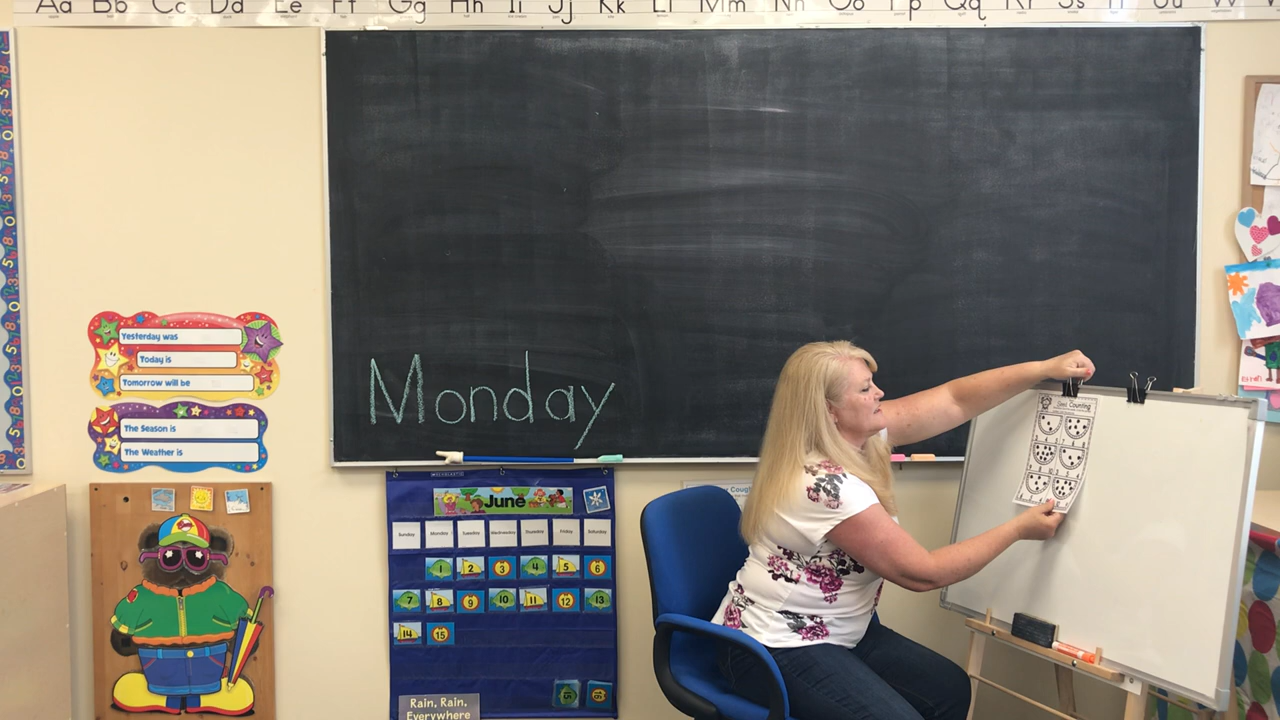 Aa Bb Cc Dd Ee Ff Gg Hh Ii Jj Kk Ll Mm Nn Oo Pp Qq Rr Ss Tt Uu
Yesterday was
Today is
Tomorrow will be
The Season is
The Weather is
Monday
SCHOLASTIC
June
Sunday Monday Tuesday Wednesday Thursday Friday Saturday
1 2 3 4 5 6
7 8 9 10 11 12 13
14 15
15 16
Rain, Rain,
Everywhere
Counting